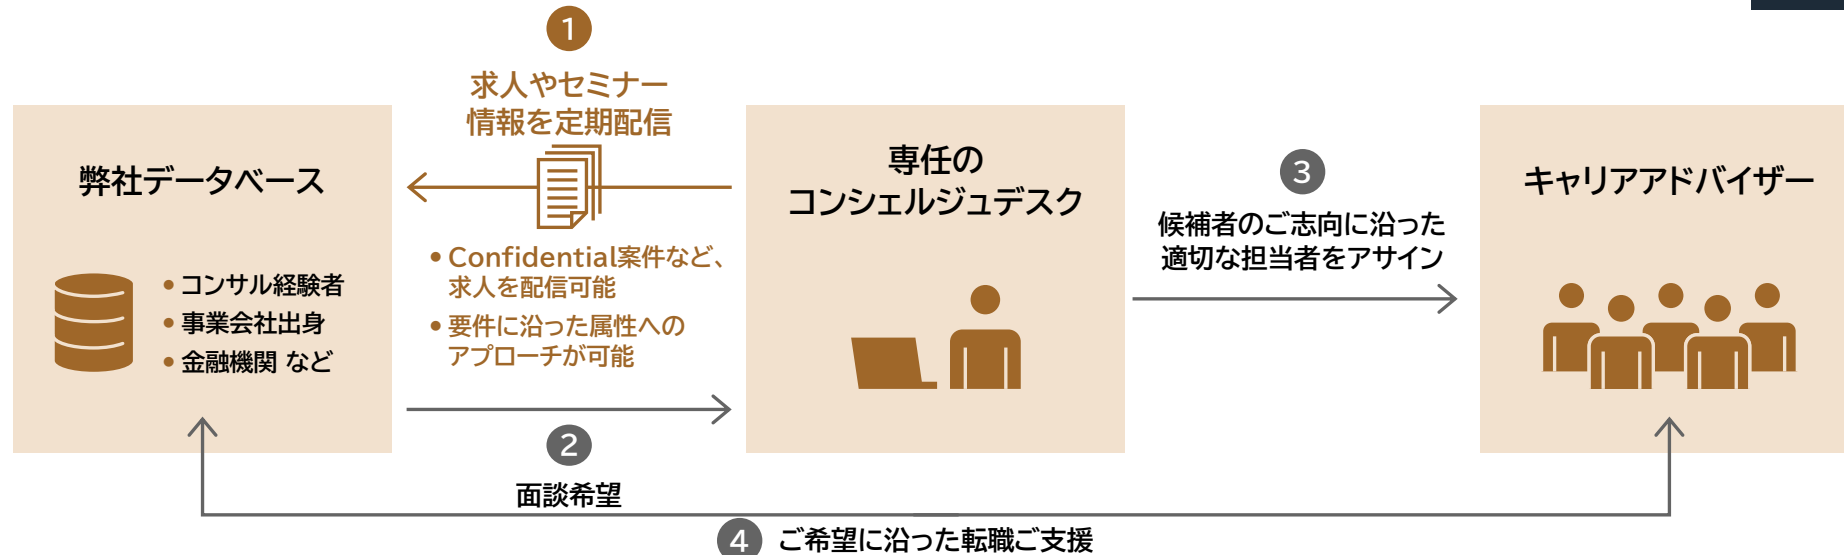 1
求人やセミナー
情報を定期配信
弊社データベース
• コンサル経験者
• 事業会社出身
• 金融機関 など
• Confidential案件など、
求人を配信可能
• 要件に沿った属性への
アプローチが可能
2
面談希望
専任の
コンシェルジュデスク
3
候補者のご志向に沿った
適切な担当者をアサイン
キャリアアドバイザー
4 ご希望に沿った転職ご支援